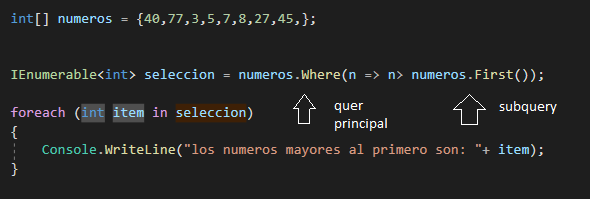 int[] numeros = {40,77,3,5,7,8,27,45,};
IEnumerable<int> seleccion = numeros.Where(n => n> numeros.First());
foreach (int item in seleccion)
quer
principal
subquery
{
Console.WriteLine("los numeros mayores al primero son: "+ item);
}